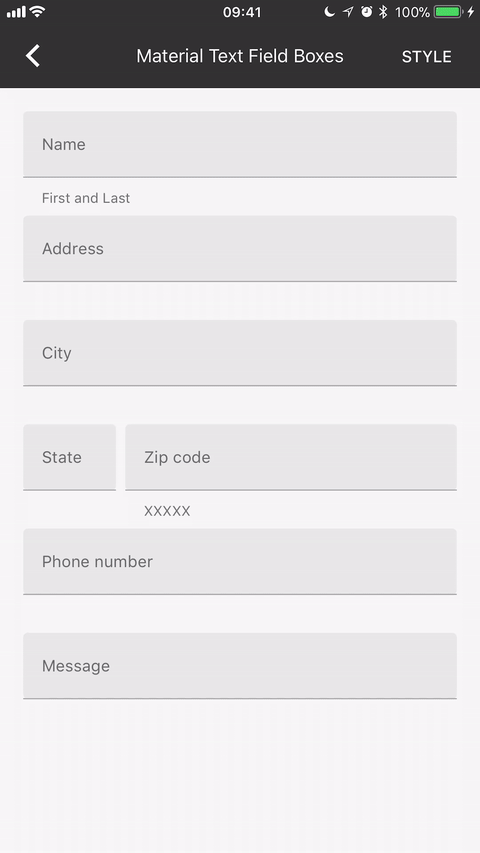 09:41 100%
Material Text Field Boxes STYLE
Name
First and Last
Address
City
State Zip code
XXXXX
Phone number
Message